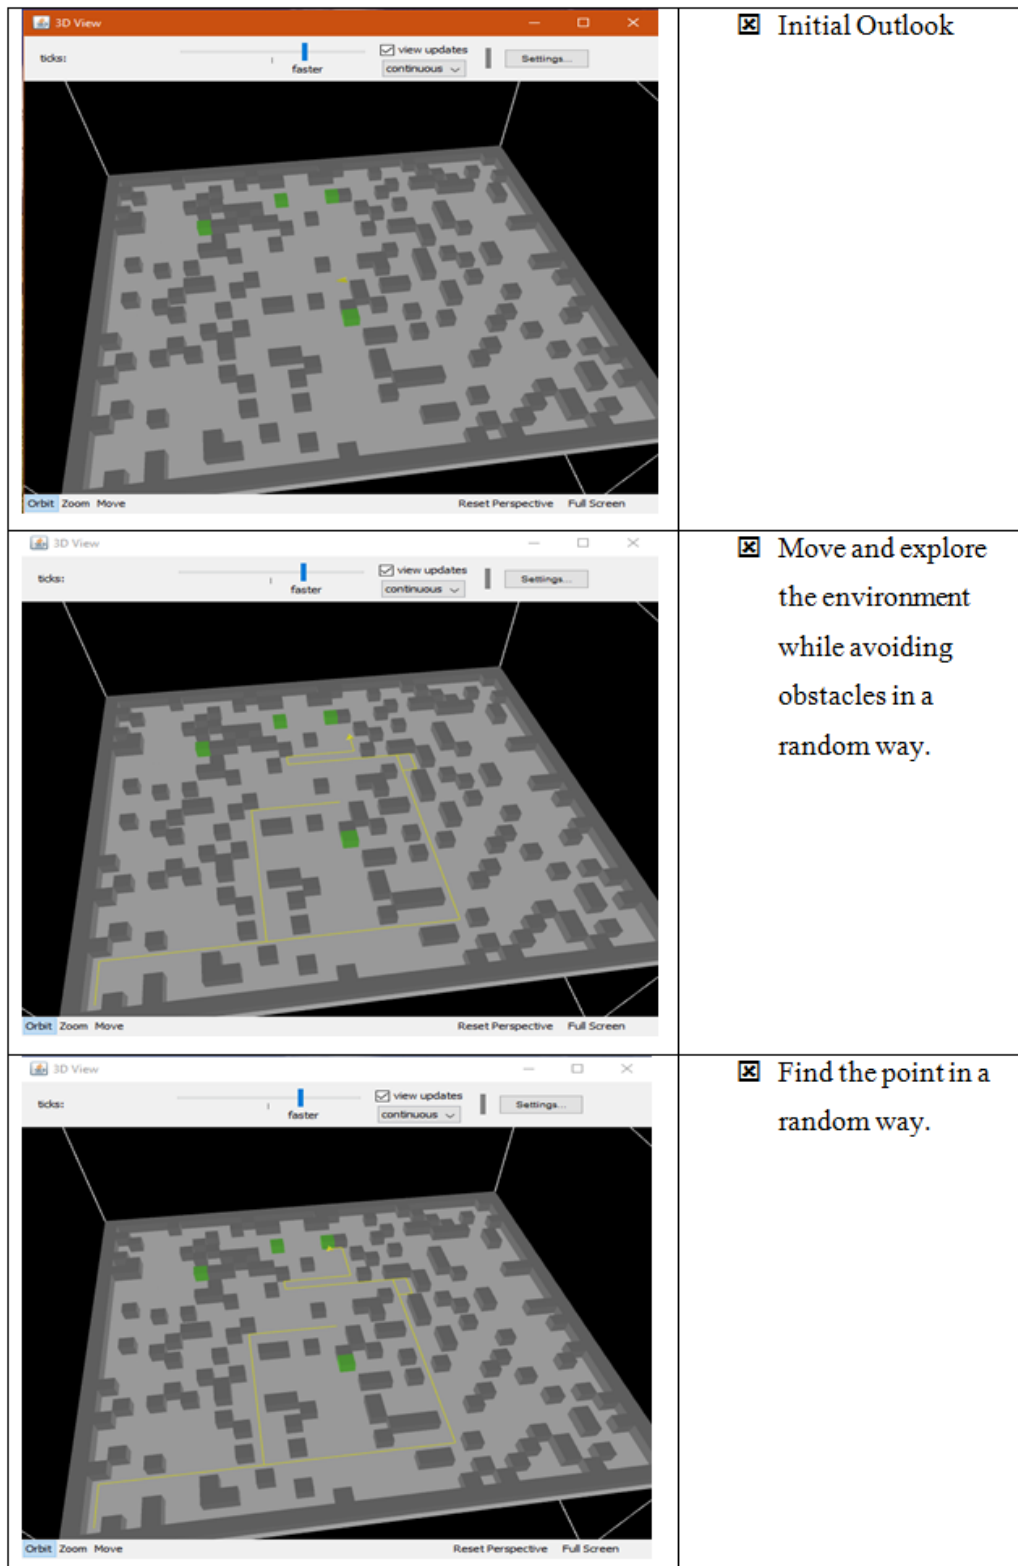 3D View
ticks:
faster
view updates
continuous
Settings...
Orbit Zoom Move
Reset Perspective Full Screen
Initial Outlook
3D View
ticks:
faster
view updates
continuous
Settings...
Orbit Zoom Move
Reset Perspective Full Screen
Move and explore
the environment
while avoiding
obstacles in a
random way.
3D View
ticks:
faster
view updates
continuous
Settings...
Orbit Zoom Move
Reset Perspective Full Screen
Find the point in a
random way.